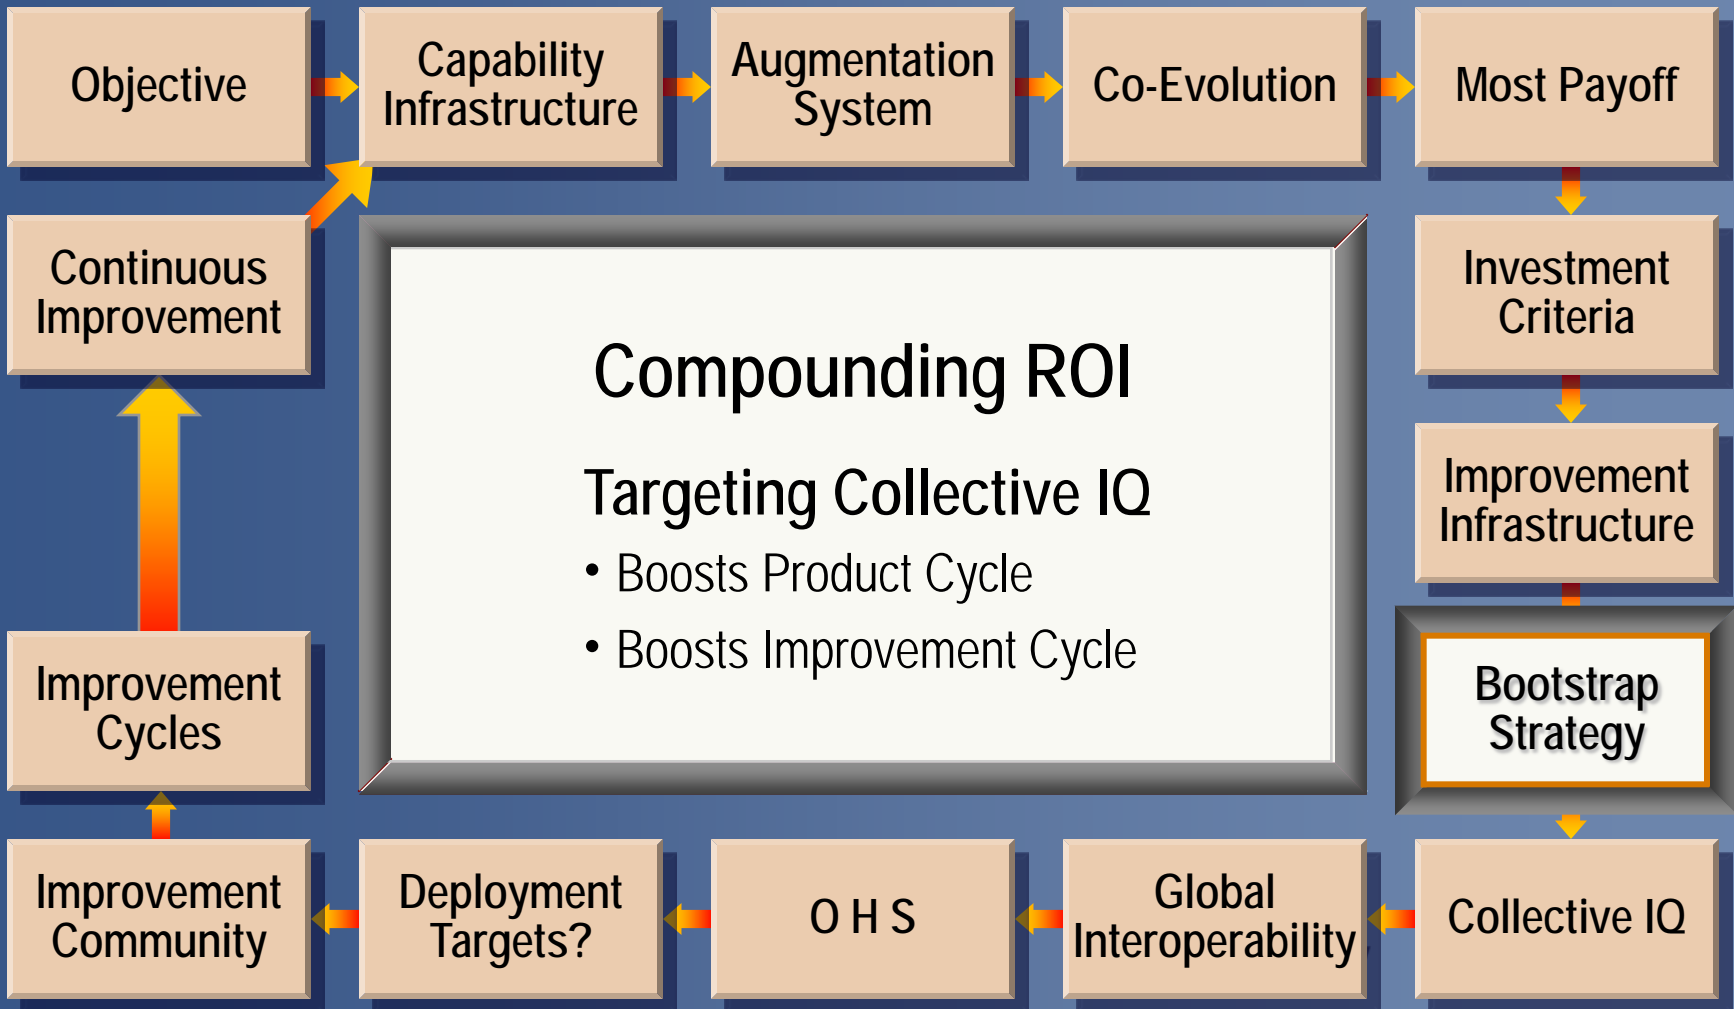 Objective
Capability
Infrastructure
Augmentation
System
Co-Evolution
Most Payoff
Continuous
Improvement
Investment
Criteria
Compounding ROI
Targeting Collective IQ
• Boosts Product Cycle
• Boosts Improvement Cycle
Improvement
Infrastructure
Improvement
Cycles
Bootstrap
Strategy
Improvement
Community
Deployment
Targets?
O H S
Global
Interoperability
Collective IQ